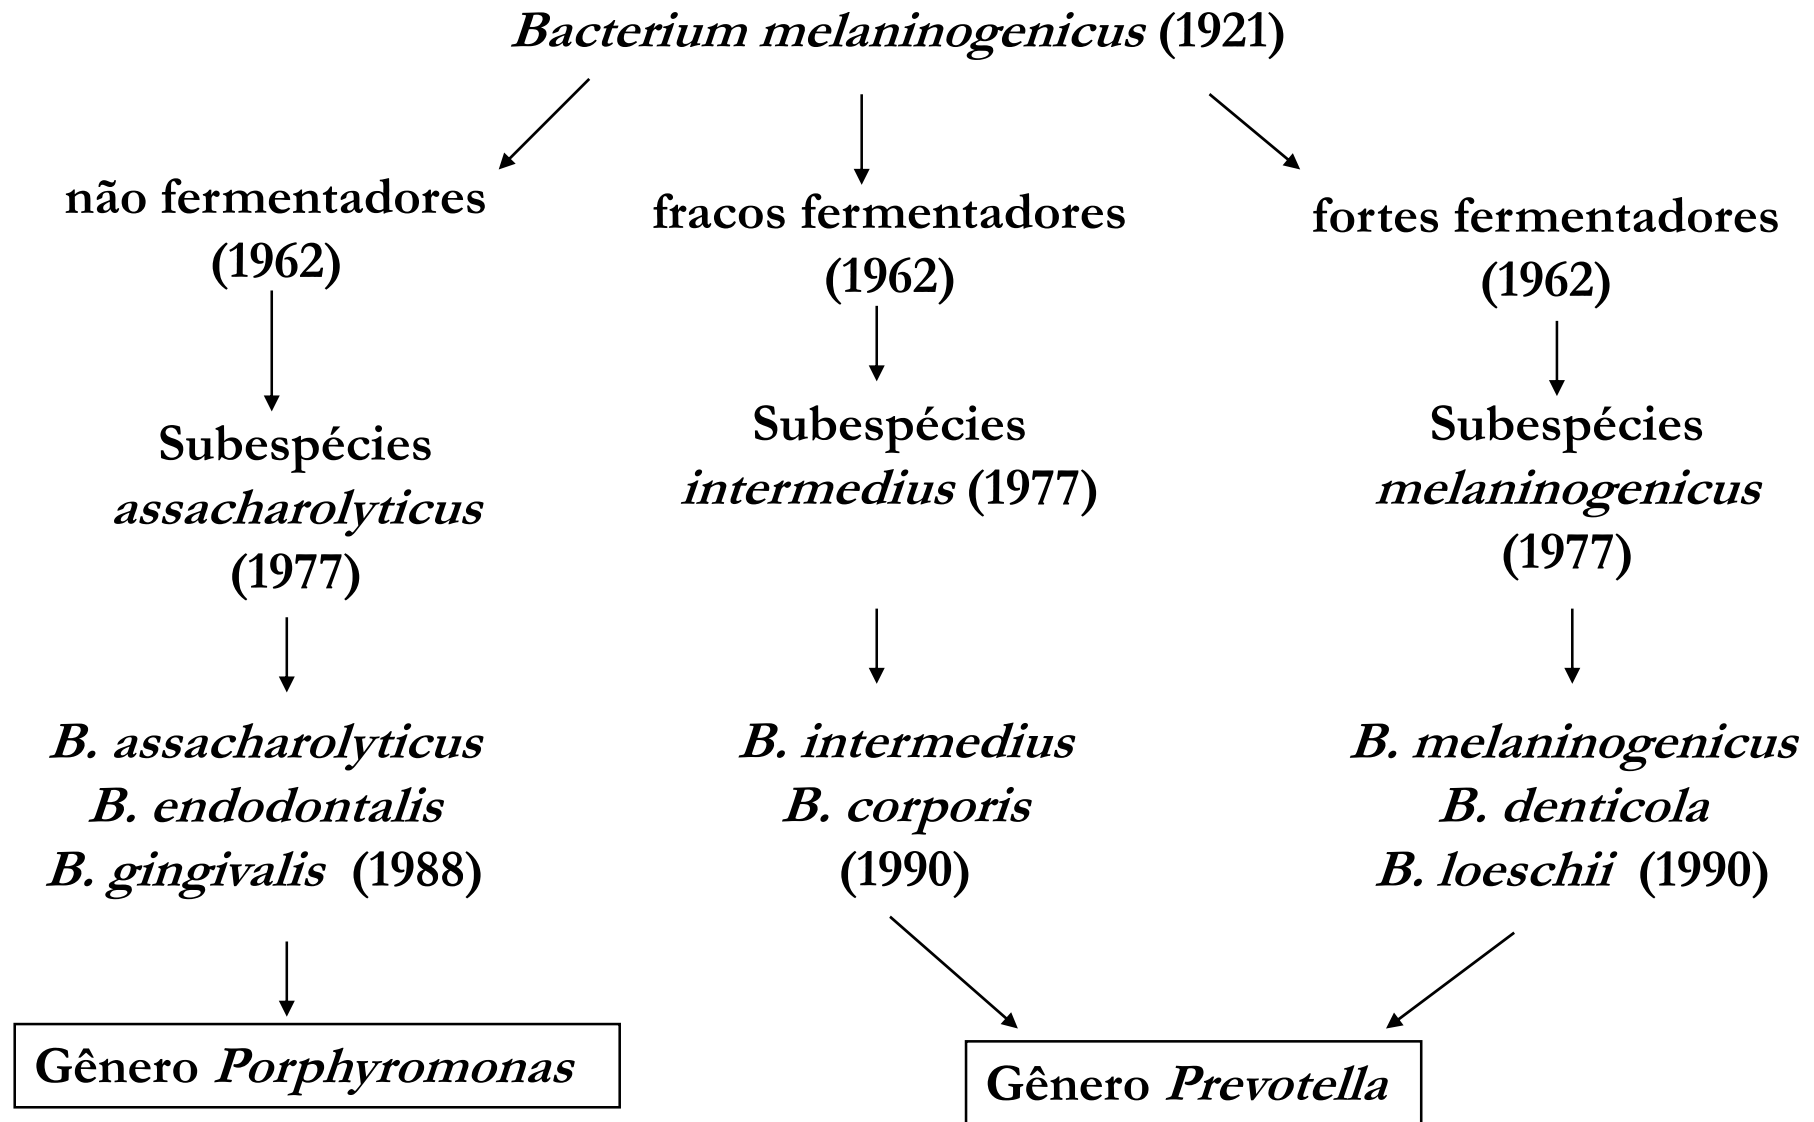 Bacterium melaninogenicus (1921)
não fermentadores
(1962)
fracos fermentadores
(1962)
fortes fermentadores
(1962)
Subespécies
assacharolyticus
(1977)
Subespécies
intermedius (1977)
Subespécies
melaninogenicus
(1977)
B. assacharolyticus
B. endodontalis
B. gingivalis (1988)
B. intermedius
B. corporis
(1990)
B. melaninogenicus
B. denticola
B. loeschii (1990)
Gênero Porphyromonas
Gênero Prevotella